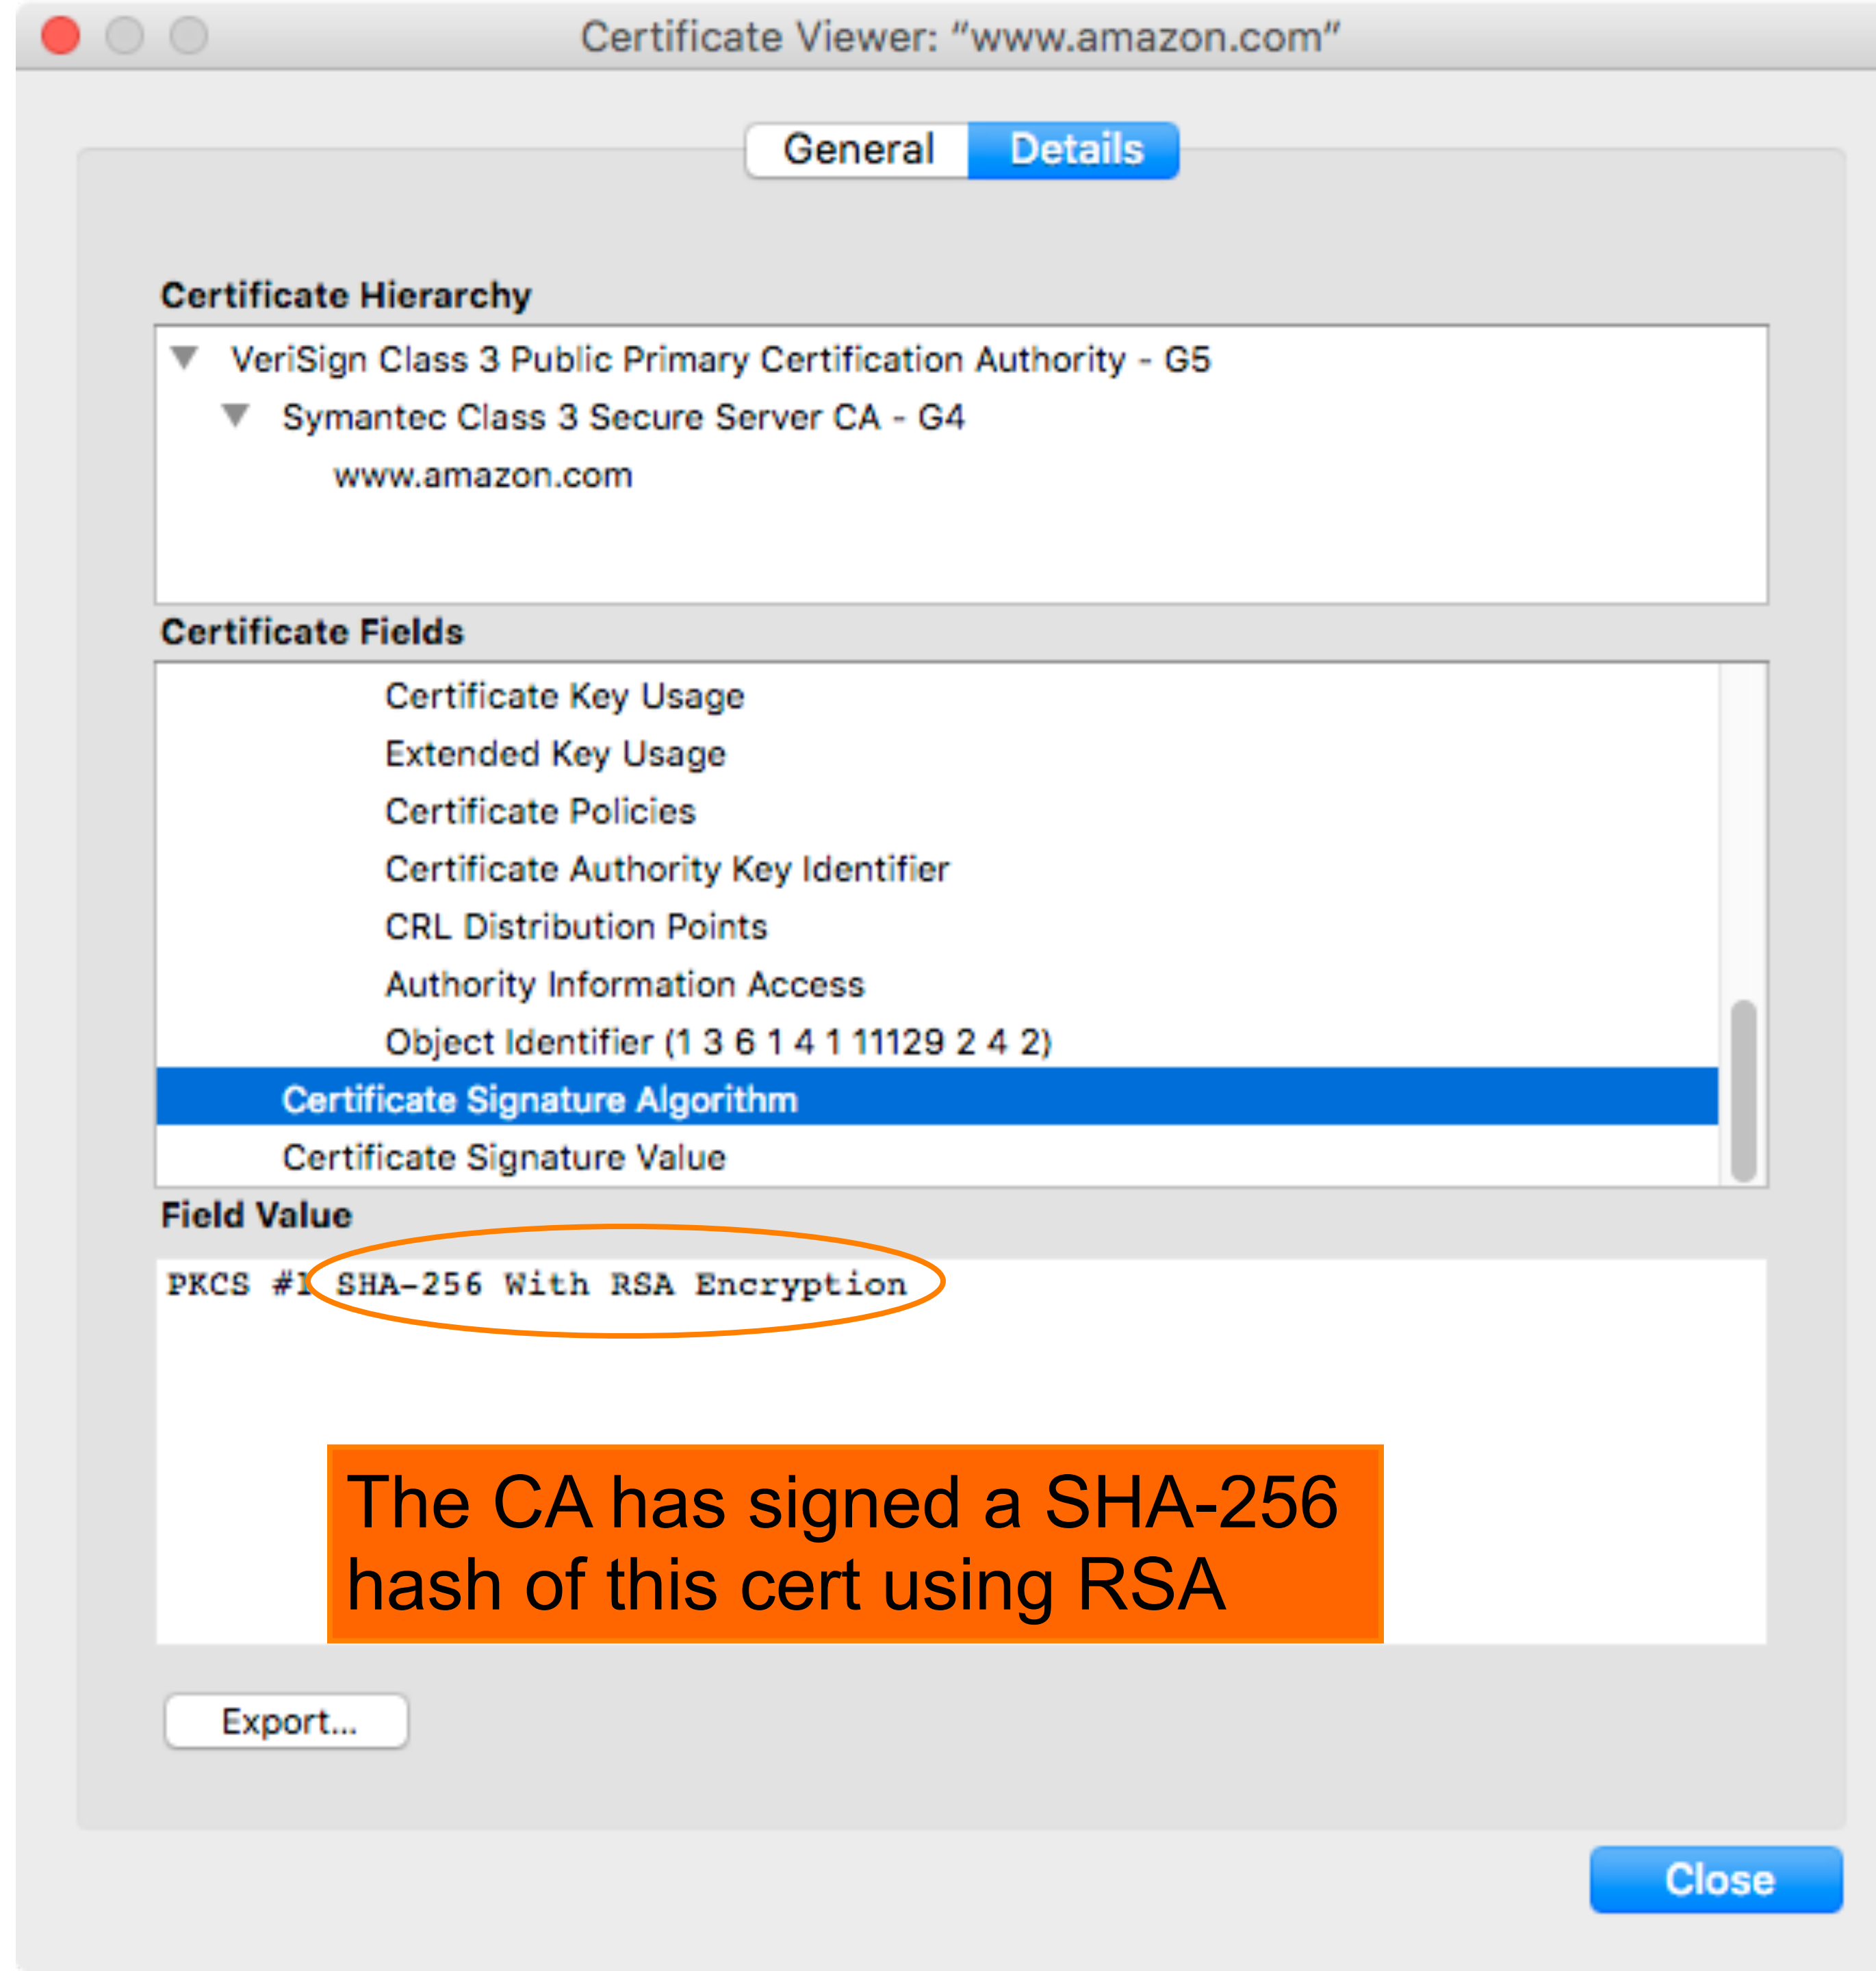 Certificate Viewer: “www.amazon.com”
General Details
Certificate Hierarchy
VeriSign Class 3 Public Primary Certification Authority - G5
Symantec Class 3 Secure Server CA - G4
www.amazon.com
Certificate Fields
Certificate Key Usage
Extended Key Usage
Certificate Policies
Certificate Authority Key Identifier
CRL Distribution Points
Authority Information Access
Object Identifier (1 3 6 1 4 1 11129 2 4 2)
Certificate Signature Algorithm
Certificate Signature Value
Field Value
PKCS #1 SHA-256 With RSA Encryption
The CA has signed a SHA-256
hash of this cert using RSA
Export...
Close